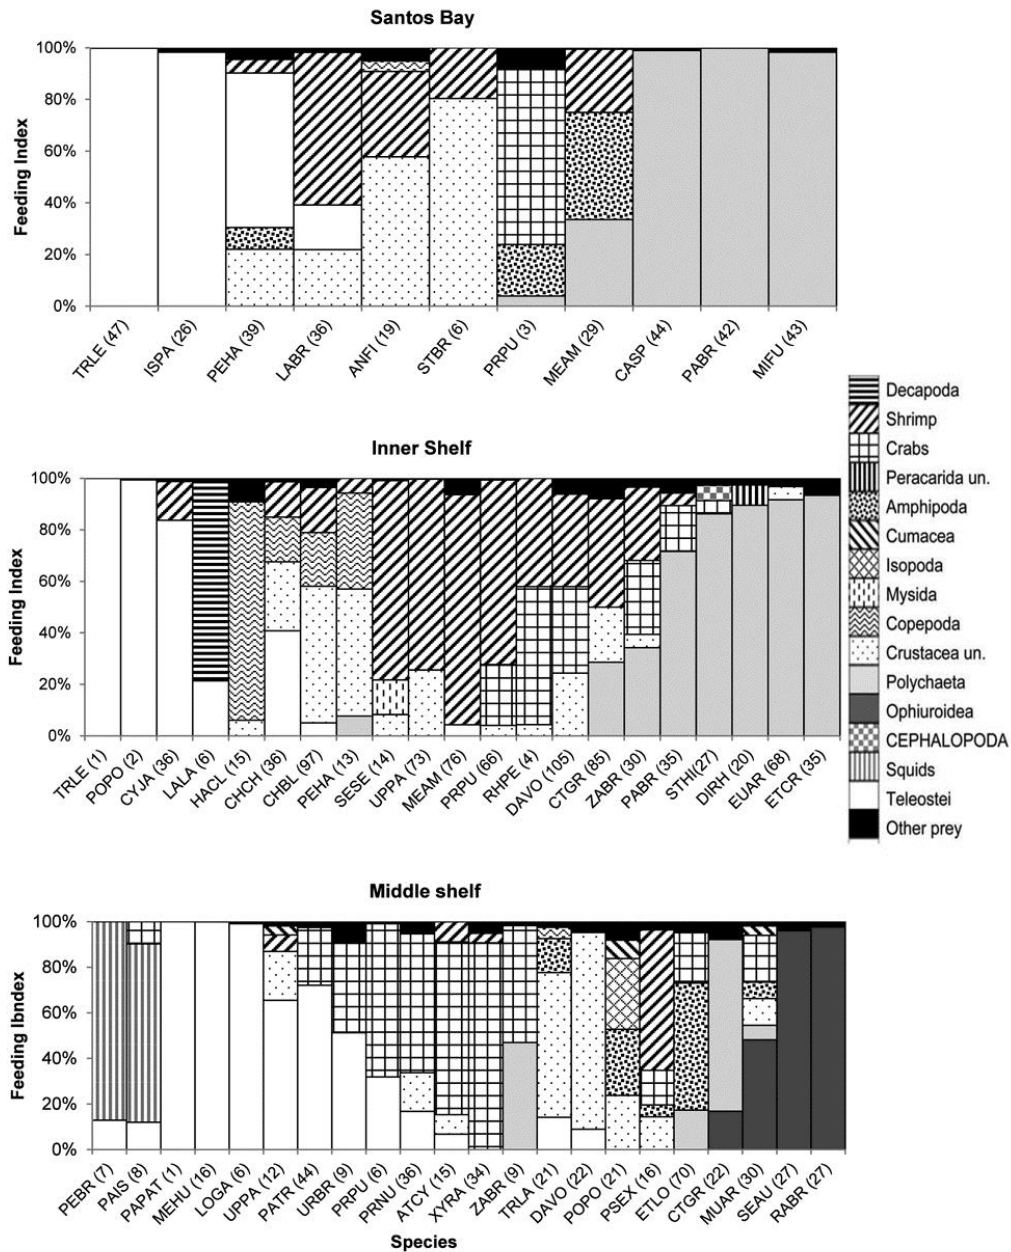 Santos Bay
Feeding Index
100%
80%
60%
40%
20%
0%
TRLE (47)
ISPA (26)
PEHA (39)
LABR (36)
ANFI (19)
STBR (6)
PRPU (3)
MEAM (29)
CASP (44)
PABR (42)
MIFU (43)
Inner Shelf
Feeding Index
100%
80%
60%
40%
20%
0%
TRLE (1)
POPO (2)
CYJA (36)
LALA (6)
HACL (15)
CHCH (36)
CHBL (97)
PEHA (13)
SESE (14)
UPPA (73)
MEAM (76)
PRPU (66)
RHPE (4)
DAVO (105)
CTGR (85)
ZABR (30)
PABR (35)
STHI(27)
DIRH (20)
EUAR (68)
ETCR (35)
Decapoda
Shrimp
Crabs
Peracarida un.
Amphipoda
Cumacea
Isopoda
Mysida
Copepoda
Crustacea un.
Polychaeta
Ophiuroidea
CEPHALOPODA
Squids
Teleostei
Other prey
Middle shelf
Feeding Ibndex
100%
80%
60%
40%
20%
0%
PEBR (7)
PAIS (8)
PAPAT (1)
MEHU (16)
LOGA (6)
UPPA (12)
PATR (44)
URBR (9)
PRPU (6)
PRNU (36)
ATCY (15)
XYRA (34)
ZABR (9)
TRLA (21)
DAVO (22)
POPO (21)
PSEX (16)
ETLO (70)
CTGR (22)
MUAR (30)
SEAU (27)
RABR (27)
Species